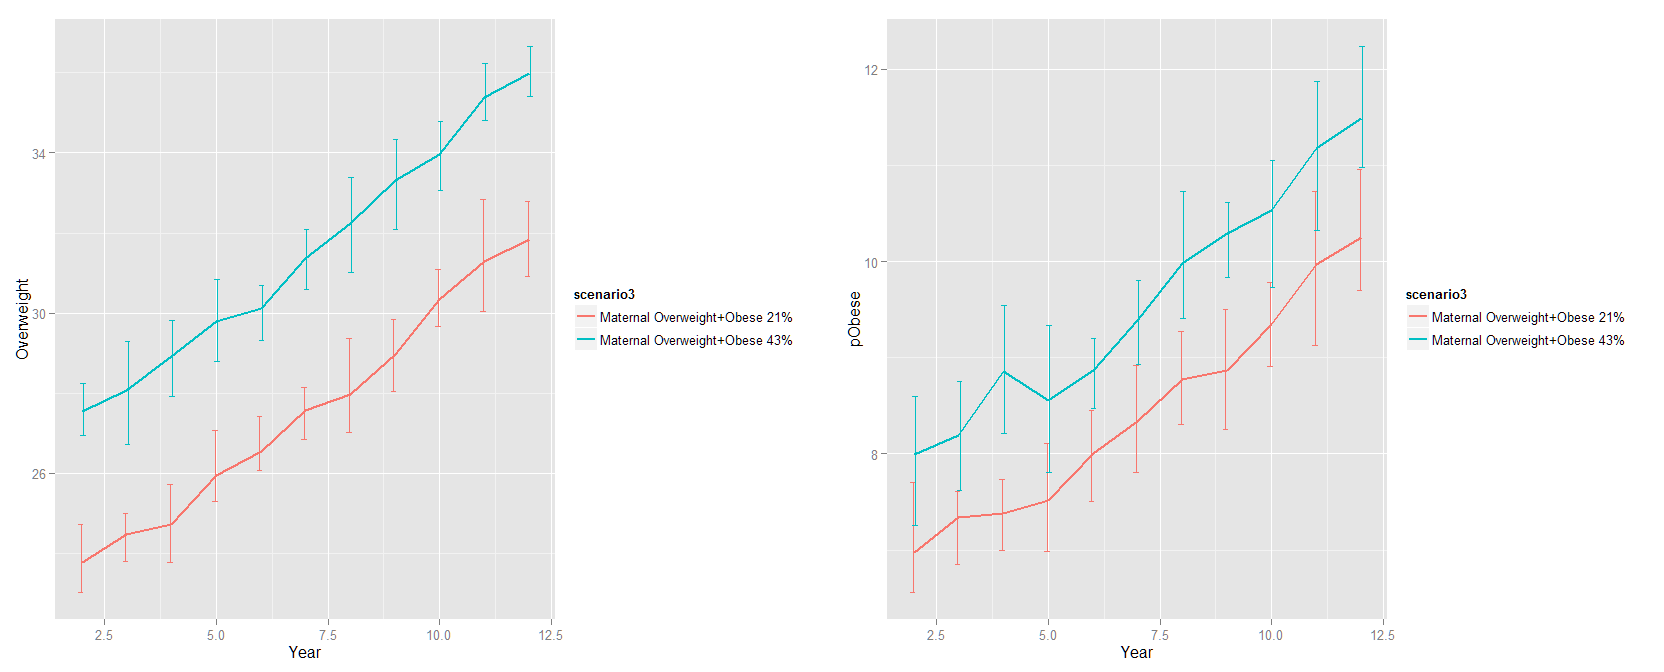 34
30
26
Overweight
2.5 5.0 7.5 10.0 12.5
Year
scenario3
Maternal Overweight+Obese 21%
Maternal Overweight+Obese 43%
12
10
8
pObese
2.5 5.0 7.5 10.0 12.5
Year
scenario3
Maternal Overweight+Obese 21%
Maternal Overweight+Obese 43%